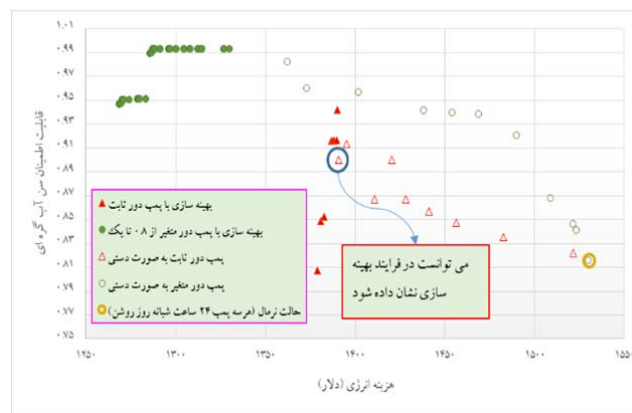 ۱.۰۱
۰.۹۹
۰.۹۷
۰.۹۵
۰.۹۳
۰.۹۱
۰.۸۹
۰.۸۷
۰.۸۵
۰.۸۳
۰.۸۱
۰.۷۹
۰.۷۷
۰.۷۵
قابلیت اطمینان سن آب گره ای
بهینه سازی با پمپ دور ثابت
بهینه سازی با پمپ دور متغیر از ۰.۸ تا یک
پمپ دور ثابت به صورت دستی
پمپ دور متغیر به صورت دستی
حالت نرمال (هرسه پمپ ۲۴ ساعت شبانه روز روشن)
می توانست در فرایند بهینه
سازی نشان داده شود
۱۲۵۰ ۱۳۰۰ ۱۳۵۰ ۱۴۰۰ ۱۴۵۰ ۱۵۰۰ ۱۵۵۰
هزینه انرژی (دلار)